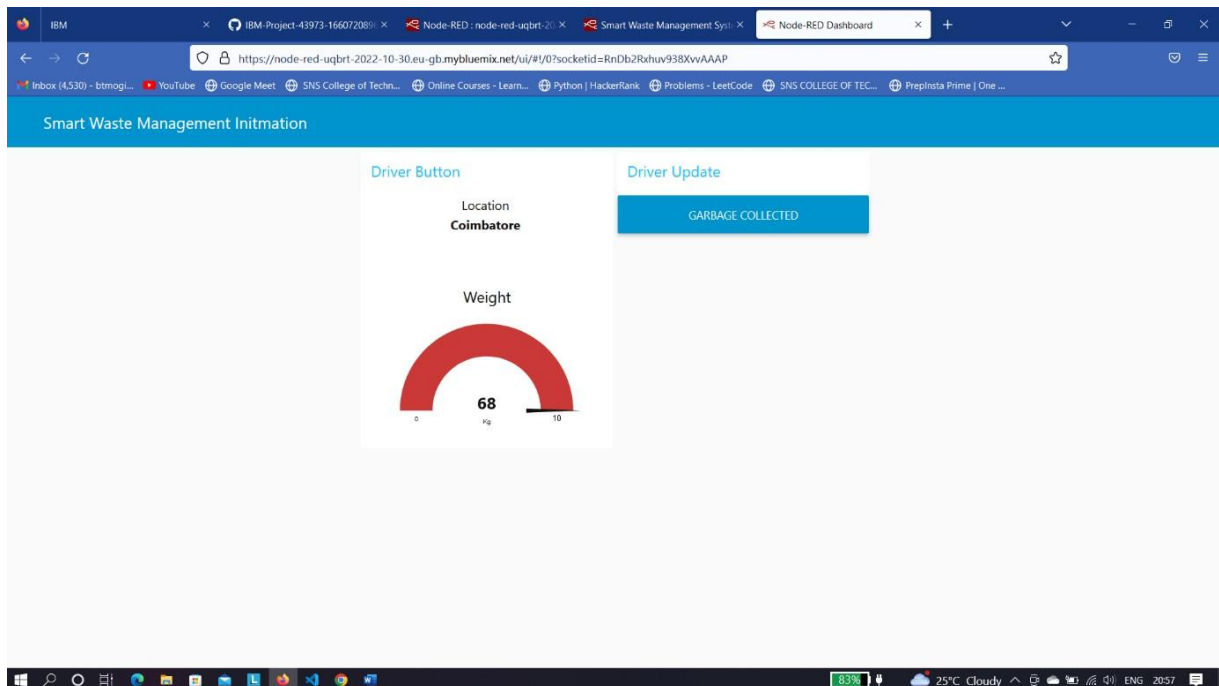 IBM
IBM-Project-43973-166072089
Node-RED : node-red-uqbrt-20
Smart Waste Management Syst
Node-RED Dashboard
https://node-red-uqbrt-2022-10-30.eu-gb.mybluemix.net/ui/#!/0?socketid=RnDb2Rxhuv938XvvAAAP
Inbox (4,530) - btmogi... YouTube Google Meet SNS College of Techn... Online Courses - Learn... Python | HackerRank Problems - LeetCode SNS COLLEGE OF TEC... PrepInsta Prime | One ...
Smart Waste Management Initmation
Driver Button
Location
Coimbatore
Weight
68
Kg
0
10
Driver Update
GARBAGE COLLECTED
83% 25°C Cloudy ENG 20:57